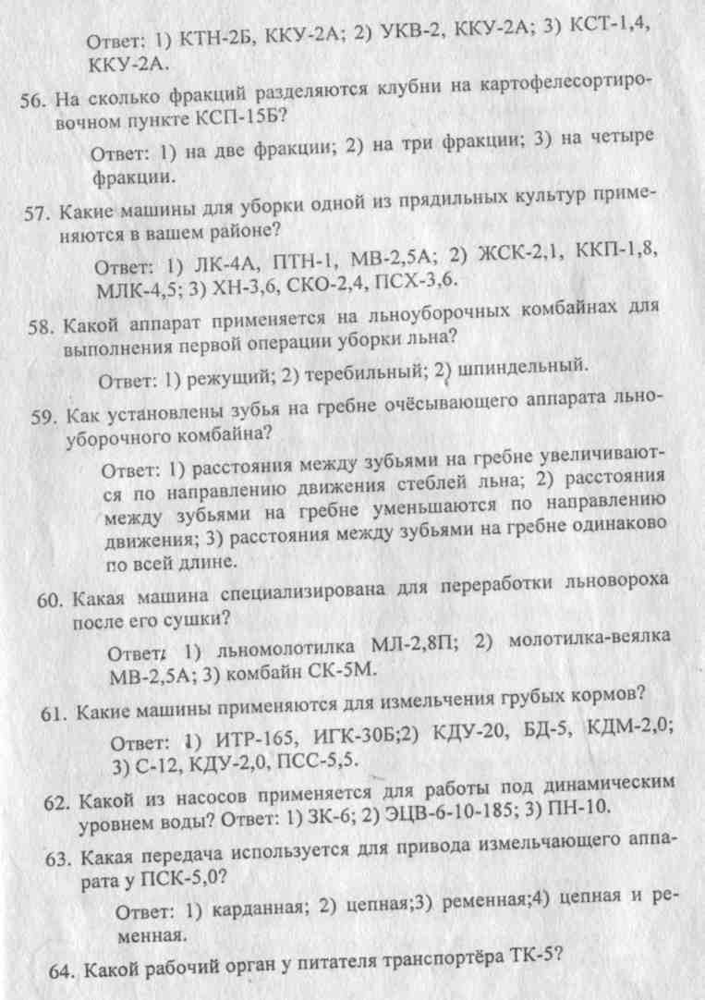 Ответ: 1) КТН-2Б, ККУ-2А; 2) УКВ-2, ККУ-2А; 3) КСТ-1,4,
ККУ-2А.
56. На сколько фракций разделяются клубни на картофелесортиро-
вочном пункте КСП-15Б?
Ответ: 1) на две фракции; 2) на три фракции; 3) на четыре
фракции.
57. Какие машины для уборки одной из прядильных культур приме-
няются в вашем районе?
Ответ: 1) ЛК-4А, ПТН-1, МВ-2,5А; 2) ЖСК-2,1, ККП-1,8,
МЛК-4,5; 3) ХН-3,6, СКО-2,4, ПСХ-3,6.
58. Какой аппарат применяется на льноуборочных комбайнах для
выполнения первой операции уборки льна?
Ответ: 1) режущий; 2) теребильный; 2) шпиндельный.
59. Как установлены зубья на гребне очёсывающего аппарата льно-
уборочного комбайна?
Ответ: 1) расстояния между зубьями на гребне увеличивают-
ся по направлению движения стеблей льна; 2) расстояния
между зубьями на гребне уменьшаются по направлению
движения; 3) расстояния между зубьями на гребне одинаково
по всей длине.
60. Какая машина специализирована для переработки льновороха
после его сушки?
Ответ: 1) льномолотилка МЛ-2,8П; 2) молотилка-веялка
МВ-2,5А; 3) комбайн СК-5М.
61. Какие машины применяются для измельчения грубых кормов?
Ответ: 1) ИТР-165, ИГК-30Б;2) КДУ-20, БД-5, КДМ-2,0;
3) С-12, КДУ-2,0, ПСС-5,5.
62. Какой из насосов применяется для работы под динамическим
уровнем воды? Ответ: 1) ЗК-6; 2) ЭЦВ-6-10-185; 3) ПН-10.
63. Какая передача используется для привода измельчающего аппа-
рата у ПСК-5,0?
Ответ: 1) карданная; 2) цепная;3) ременная;4) цепная и ре-
менная.
64. Какой рабочий орган у питателя транспортёра ТК-5?